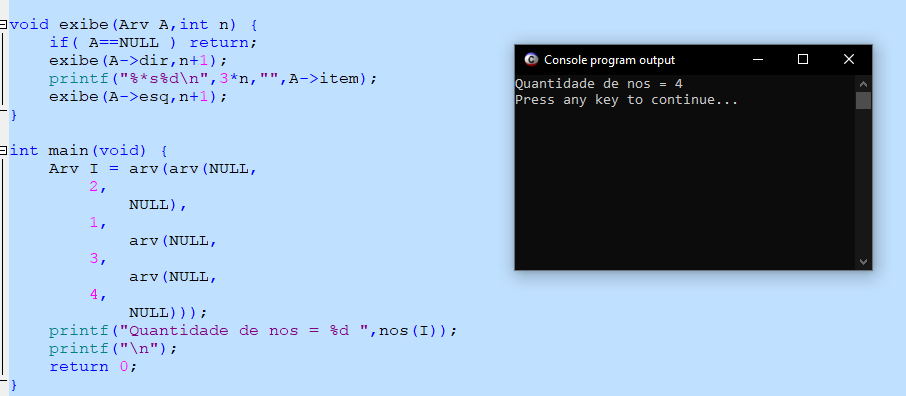 void exibe(Arv A,int n) {
    if( A==NULL ) return;
    exibe(A->dir,n+1);
    printf("%*s%d\n",3*n,"",A->item);
    exibe(A->esq,n+1);
}
int main(void) {
    Arv I = arv(arv(NULL,
        2,
            NULL),
        1,
            arv(NULL,
        3,
            arv(NULL,
        4,
            NULL)));
    printf("Quantidade de nos = %d ",nos(I));
    printf("\n");
    return 0;
}
Console program output
Quantidade de nos = 4
Press any key to continue...